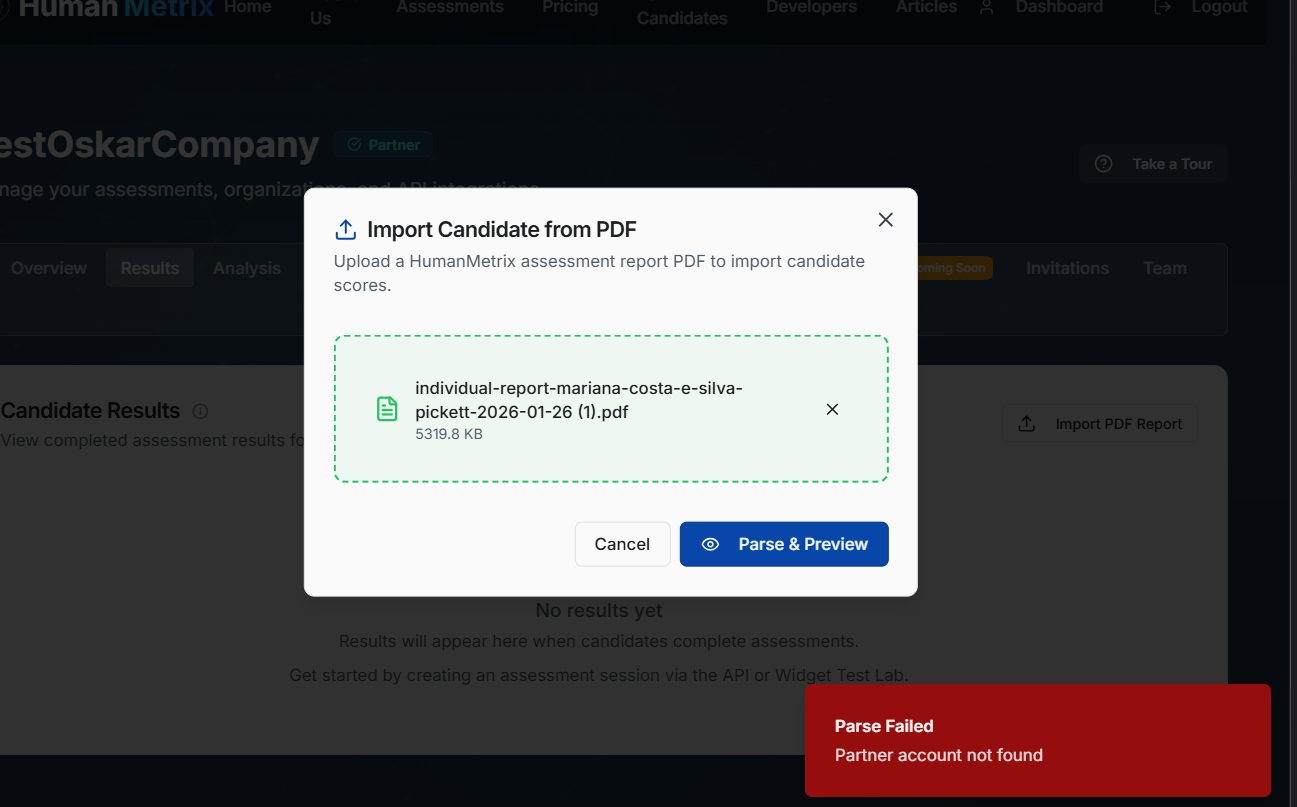 HumanMetrix Home
Us
Assessments
Pricing
Candidates
Developers
Articles
Dashboard
Logout
estOskarCompany
Partner
nage your assessments, organizations, and API integrations
Take a Tour
Overview
Results
Analysis
oming Soon
Invitations
Team
Import Candidate from PDF
Upload a HumanMetrix assessment report PDF to import candidate
scores.
individual-report-mariana-costa-e-silva-
pickett-2026-01-26 (1).pdf
5319.8 KB
Cancel
Parse & Preview
Candidate Results
View completed assessment results fo
Import PDF Report
No results yet
Results will appear here when candidates complete assessments.
Get started by creating an assessment session via the API or Widget Test Lab.
Parse Failed
Partner account not found